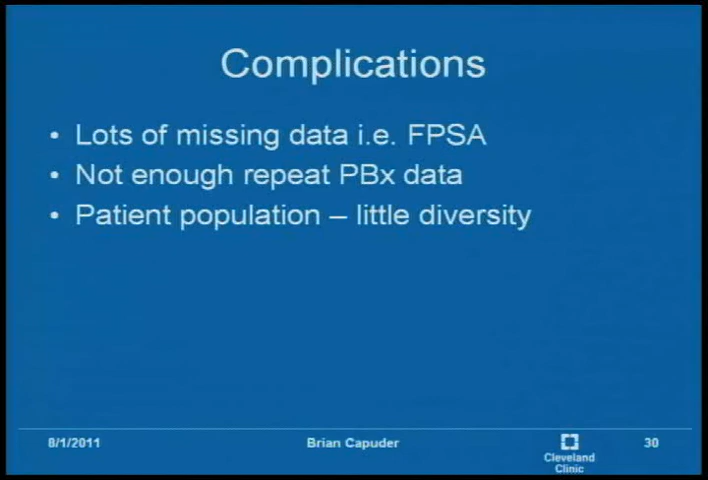 Complications
• Lots of missing data i.e. FPSA
• Not enough repeat PBx data
• Patient population – little diversity
8/1/2011
Brian Capuder
Cleveland
Clinic
30